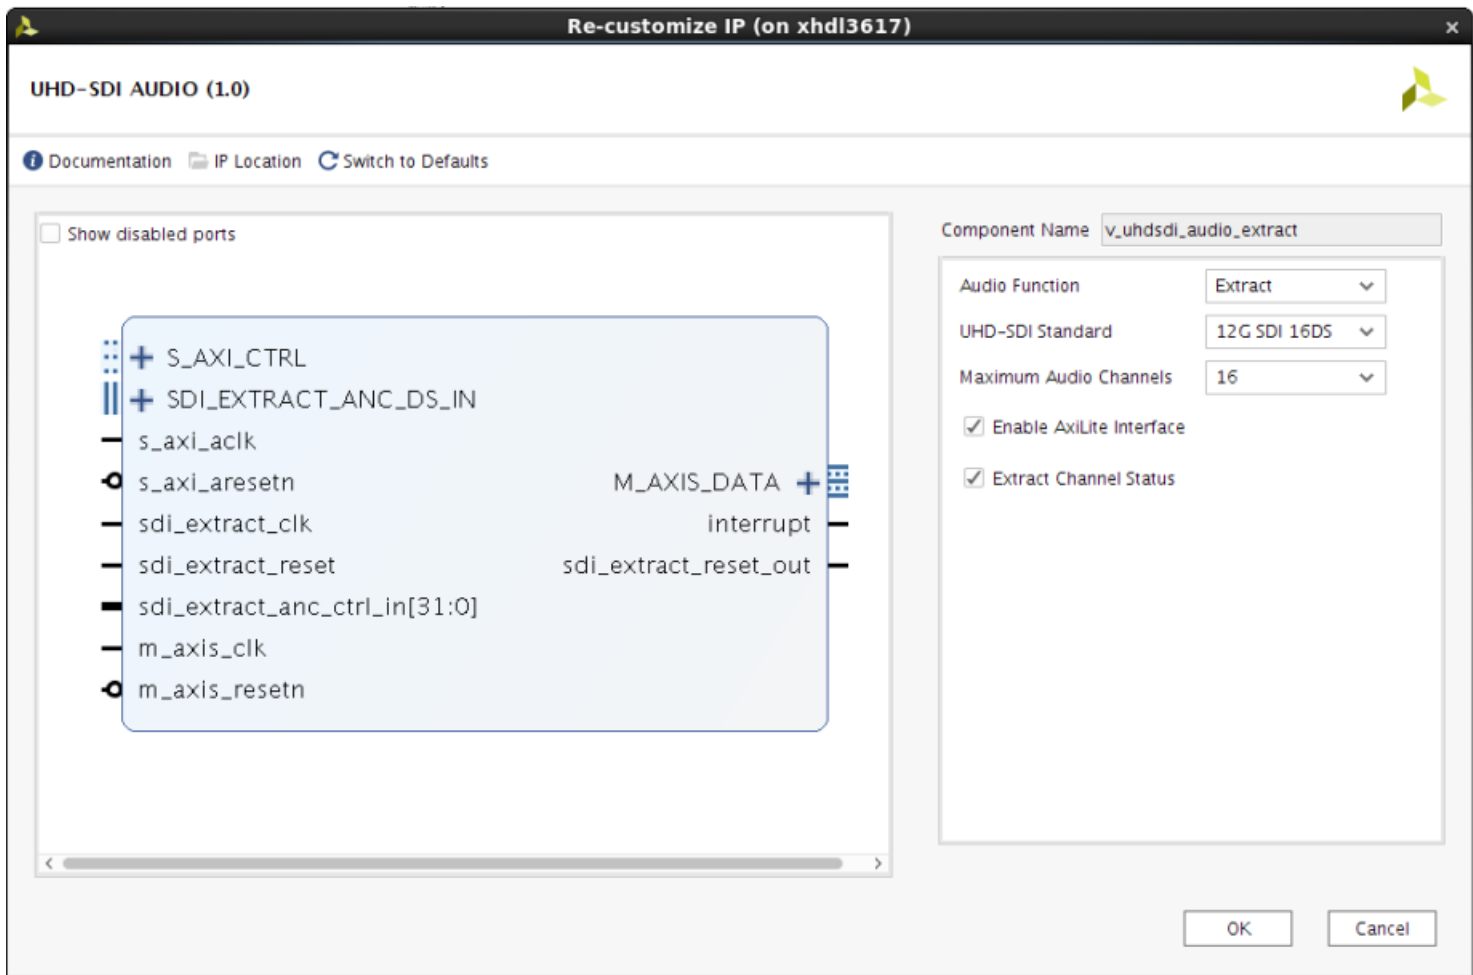 Re-customize IP (on xhdl3617)
UHD-SDI AUDIO (1.0)
Documentation IP Location Switch to Defaults
Show disabled ports
S_AXI_CTRL
SDI_EXTRACT_ANC_DS_IN
s_axi_aclk
s_axi_aresetn
sdi_extract_clk
sdi_extract_reset
sdi_extract_anc_ctrl_in[31:0]
m_axis_clk
m_axis_resetn
M_AXIS_DATA
interrupt
sdi_extract_reset_out
Component Name v_uhdsdi_audio_extract
Audio Function Extract
UHD-SDI Standard 12G SDI 16DS
Maximum Audio Channels 16
Enable AxiLite Interface
Extract Channel Status
OK Cancel